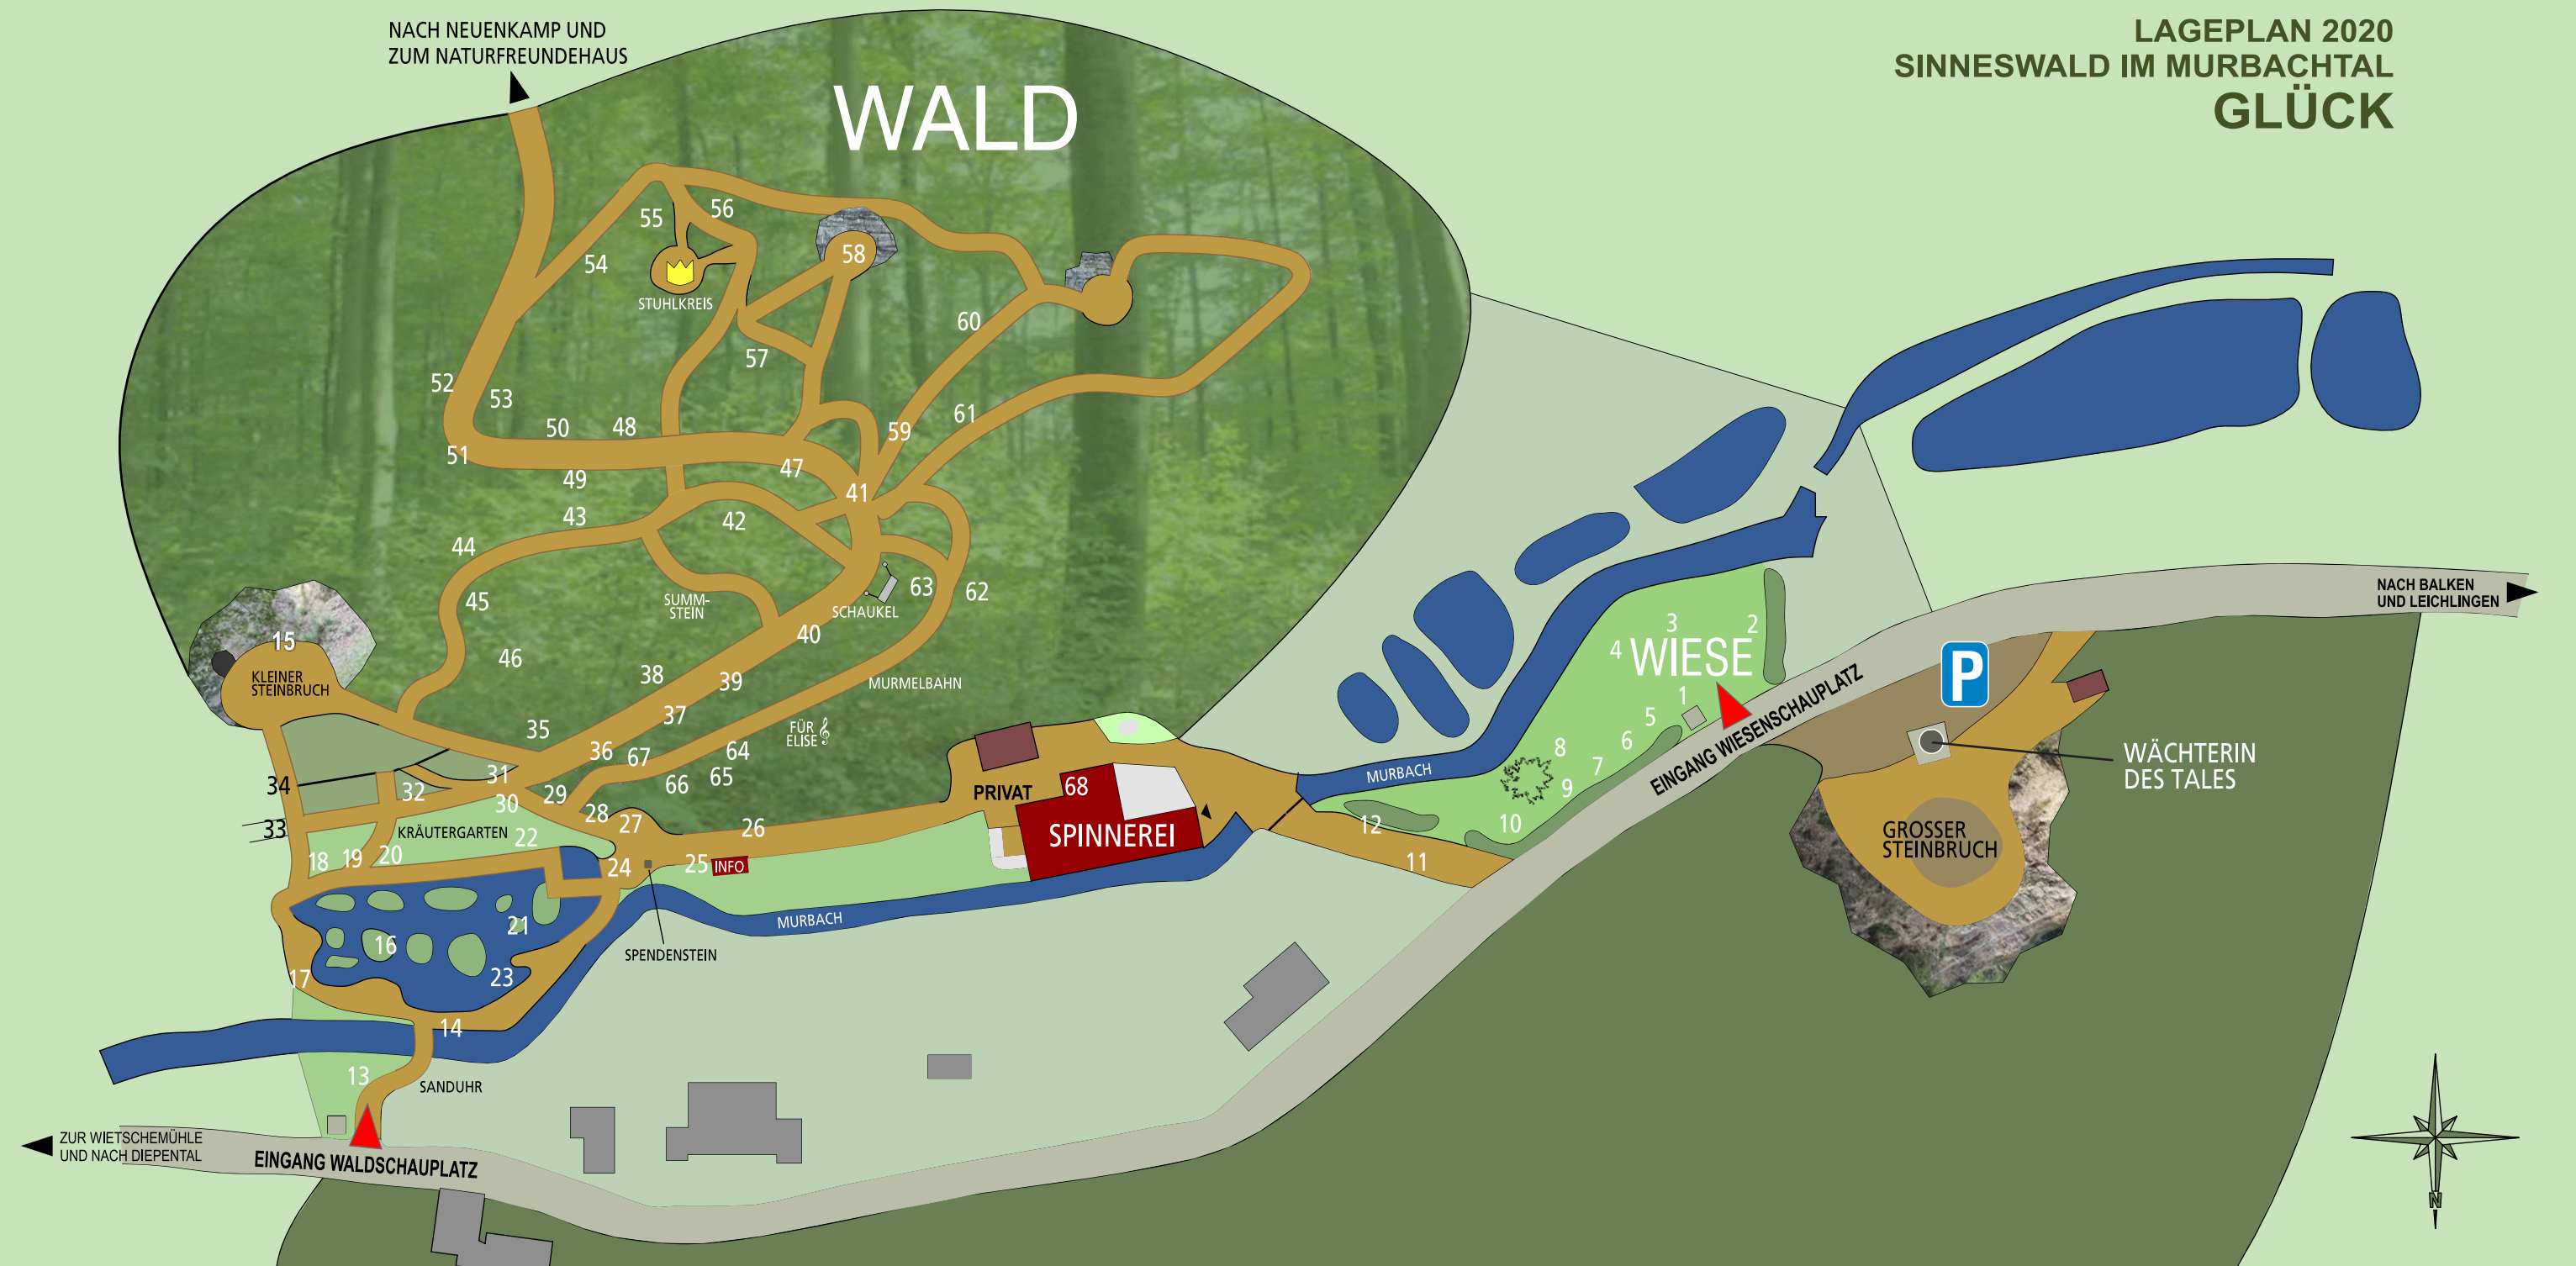 NACH NEUENKAMP UND
ZUM NATURFREUNDEHAUS
LAGEPLAN 2020
SINNESWALD IM MURBACHTAL
GLÜCK
WALD
55
56
54
58
STUHLKREIS
60
57
52
53
50
48
59
61
51
49
47
41
43
42
44
45
46
SUMM-
STEIN
SCHAUKEL
63
62
40
38
39
37
MURMELBAHN
15
KLEINER
STEINBRUCH
35
36
67
64
FÜR
ELISE
66
65
34
31
32
30
29
28
27
26
33
KRÄUTERGARTEN
22
18
19
20
24
25
INFO
21
16
23
17
14
SPENDENSTEIN
MURBACH
13
SANDUHR
PRIVAT
68
SPINNEREI
MURBACH
12
11
3
2
4
WIESE
1
5
6
8
7
9
10
EINGANG WIESENSCHAUPLATZ
P
NACH BALKEN
UND LEICHLINGEN
WÄCHTERIN
DES TALES
GROSSER
STEINBRUCH
ZUR WIETSCHEMÜHLE
UND NACH DIEPENTAL
EINGANG WALDSCHAUPLATZ
N